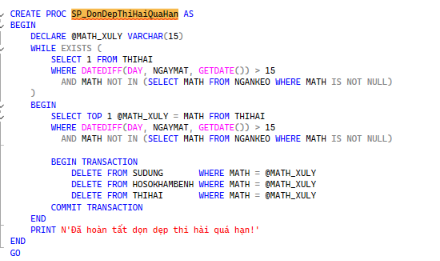 CREATE PROC SP_DonDepThiHaiQuaHan AS
BEGIN
DECLARE @MATH_XULY VARCHAR(15)
WHILE EXISTS (
SELECT 1 FROM THIHAI
WHERE DATEDIFF(DAY, NGAYMAT, GETDATE()) > 15
AND MATH NOT IN (SELECT MATH FROM NGANKEO WHERE MATH IS NOT NULL)
)
BEGIN
SELECT TOP 1 @MATH_XULY = MATH FROM THIHAI
WHERE DATEDIFF(DAY, NGAYMAT, GETDATE()) > 15
AND MATH NOT IN (SELECT MATH FROM NGANKEO WHERE MATH IS NOT NULL)
BEGIN TRANSACTION
DELETE FROM SUDUNG WHERE MATH = @MATH_XULY
DELETE FROM HOSOKHAMBENH WHERE MATH = @MATH_XULY
DELETE FROM THIHAI WHERE MATH = @MATH_XULY
COMMIT TRANSACTION
END
PRINT N'Đã hoàn tất dọn dẹp thi hài quá hạn!'
END
GO